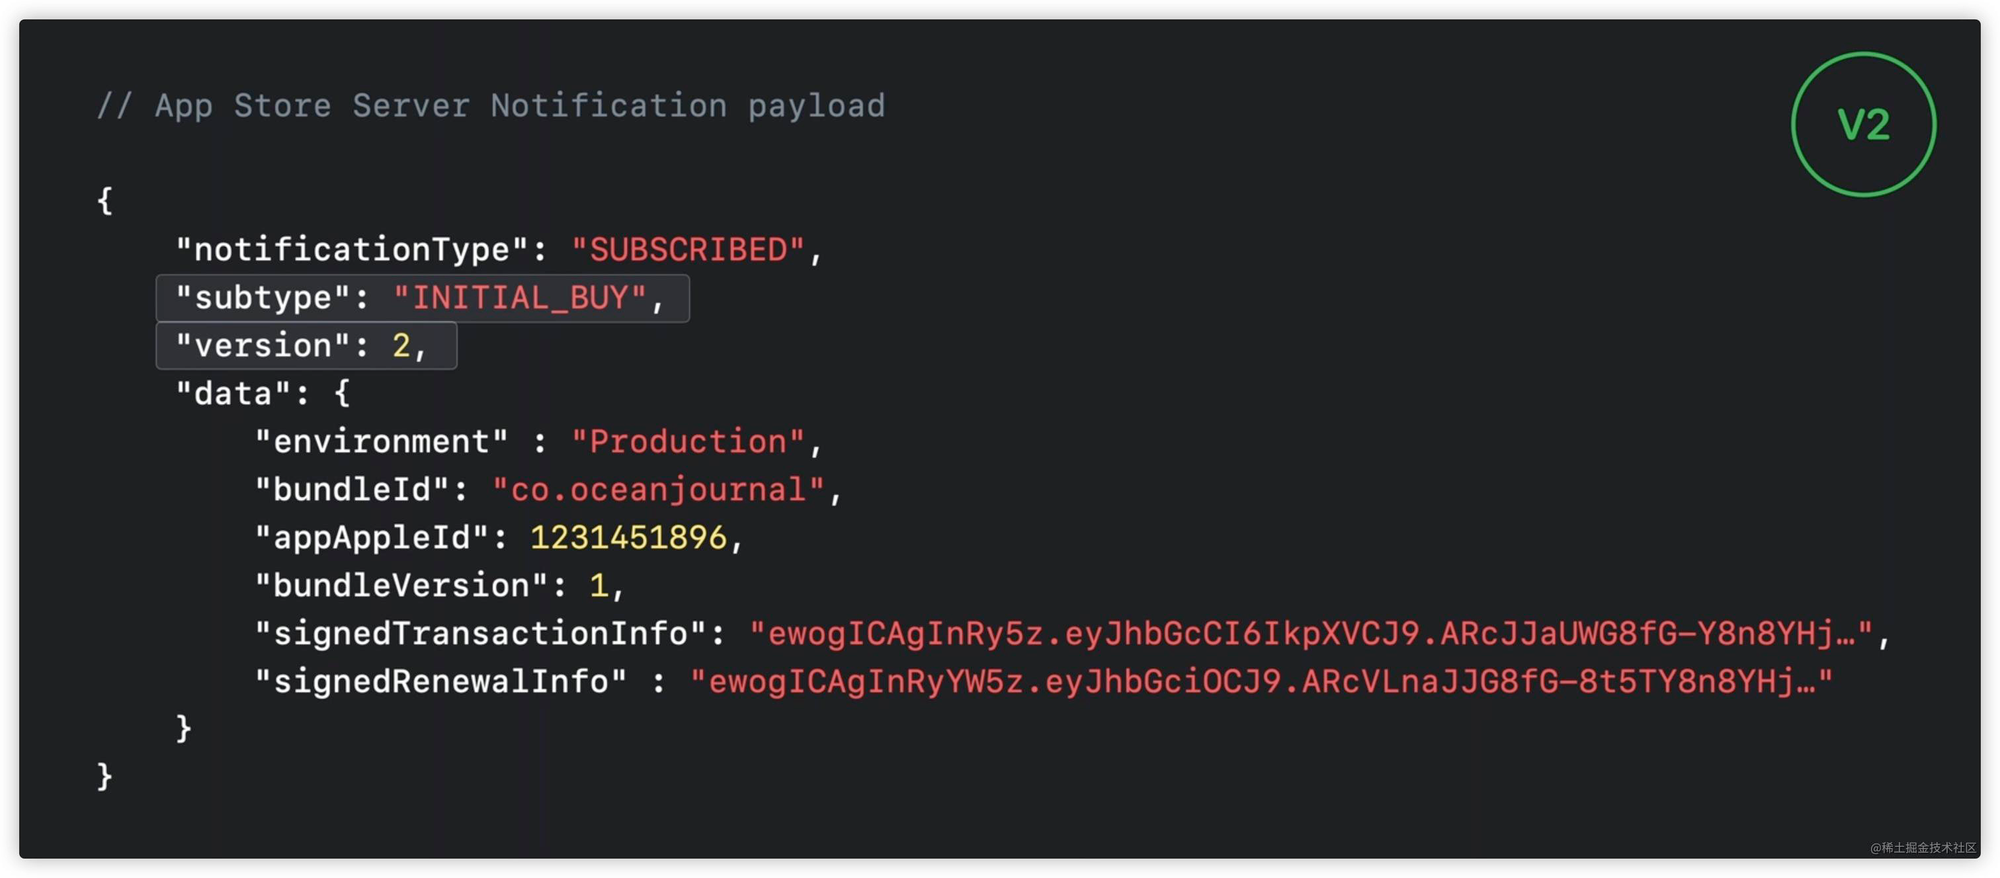 // App Store Server Notification payload
V2
{
"notificationType": "SUBSCRIBED",
"subtype": "INITIAL_BUY",
"version": 2,
"data": {
"environment" : "Production",
"bundleId": "co.oceanjournal",
"appAppleId": 1231451896,
"bundleVersion": 1,
"signedTransactionInfo": "ewogICAgInRy5z.eyJhbGcCI6IkpXVCJ9.ARcJJaUWG8fG–Y8n8YHj…",
"signedRenewalInfo" : "ewogICAgInRyYW5z.eyJhbGciOCJ9.ARcVLnaJJG8fG–8t5TY8n8YHj…"
}
}
@稀土掘金技术社区